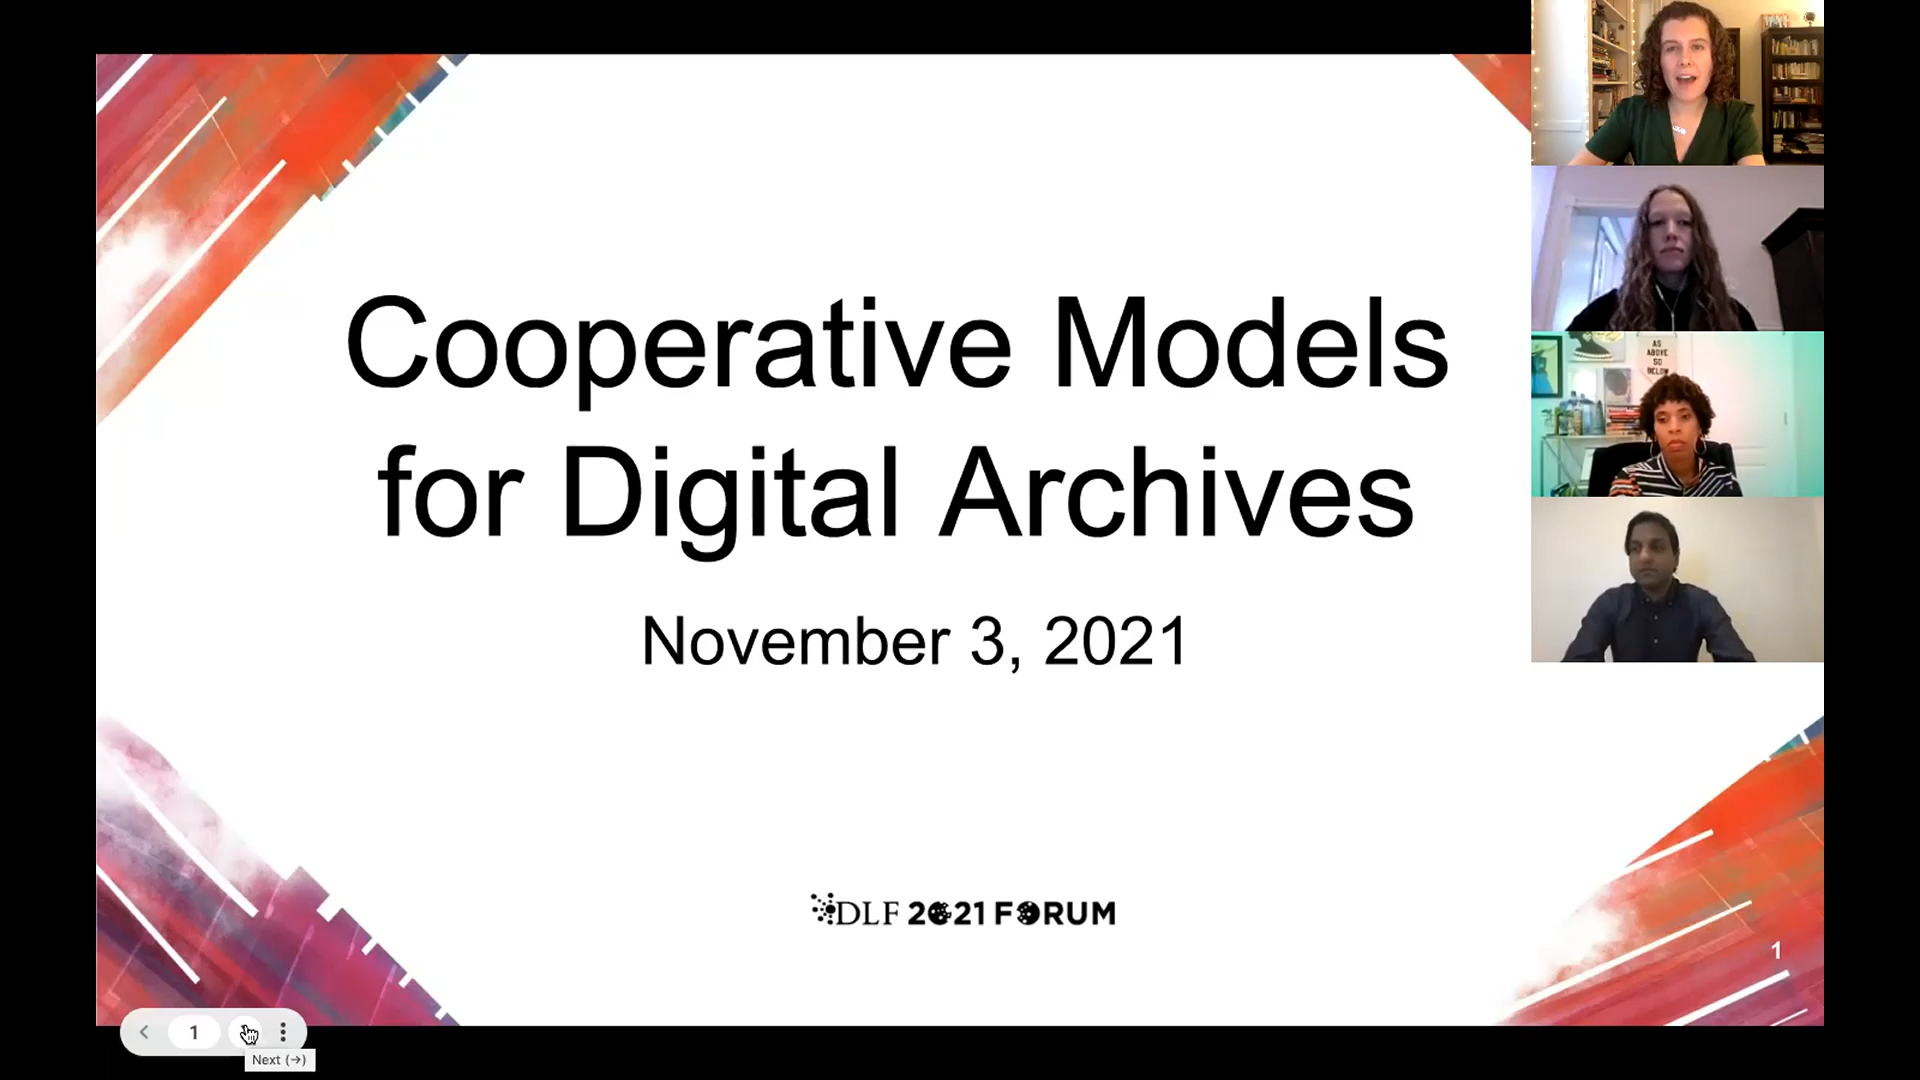 Cooperative Models
for Digital Archives
November 3, 2021
DLF 2021 FORUM
1
AS
ABOVE
SO
BELOW
1
Next (→)